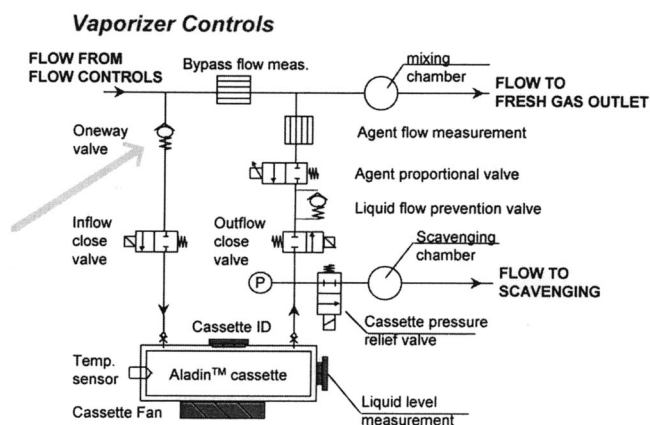 Vaporizer Controls
FLOW FROM
FLOW CONTROLS
Bypass flow meas.
mixing
chamber
FLOW TO
FRESH GAS OUTLET
Oneway
valve
Agent flow measurement
Agent proportional valve
Liquid flow prevention valve
Inflow
close
valve
Outflow
close
valve
Scavenging
chamber
P
FLOW TO
SCAVENGING
Cassette pressure
relief valve
Cassette ID
Temp.
sensor
Aladin™ cassette
Cassette Fan
Liquid level
measurement